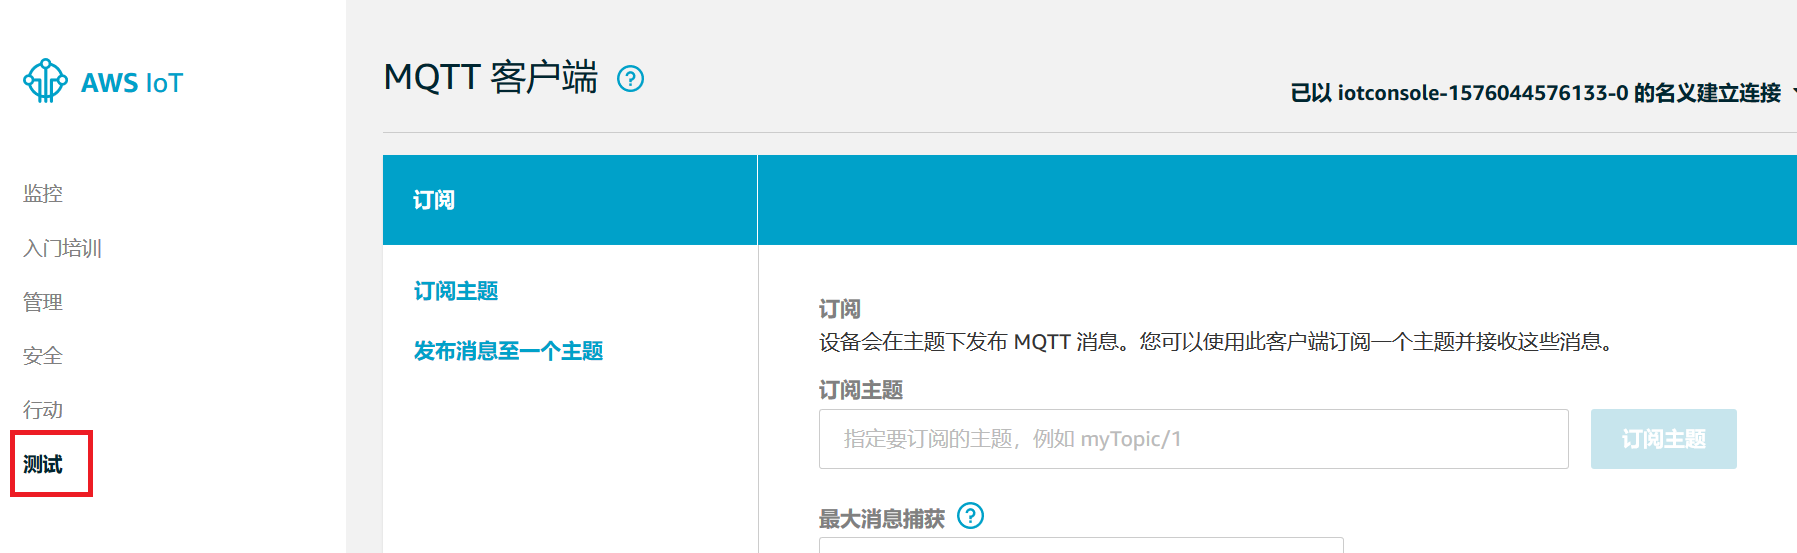 AWS IoT
监控
入门培训
管理
安全
行动
测试
MQTT 客户端 ?
已以 iotconsole-1576044576133-0 的名义建立连接
订阅
订阅主题
发布消息至一个主题
订阅
设备会在主题下发布 MQTT 消息。您可以使用此客户端订阅一个主题并接收这些消息。
订阅主题
指定要订阅的主题，例如 myTopic/1
订阅主题
最大消息捕获 ?